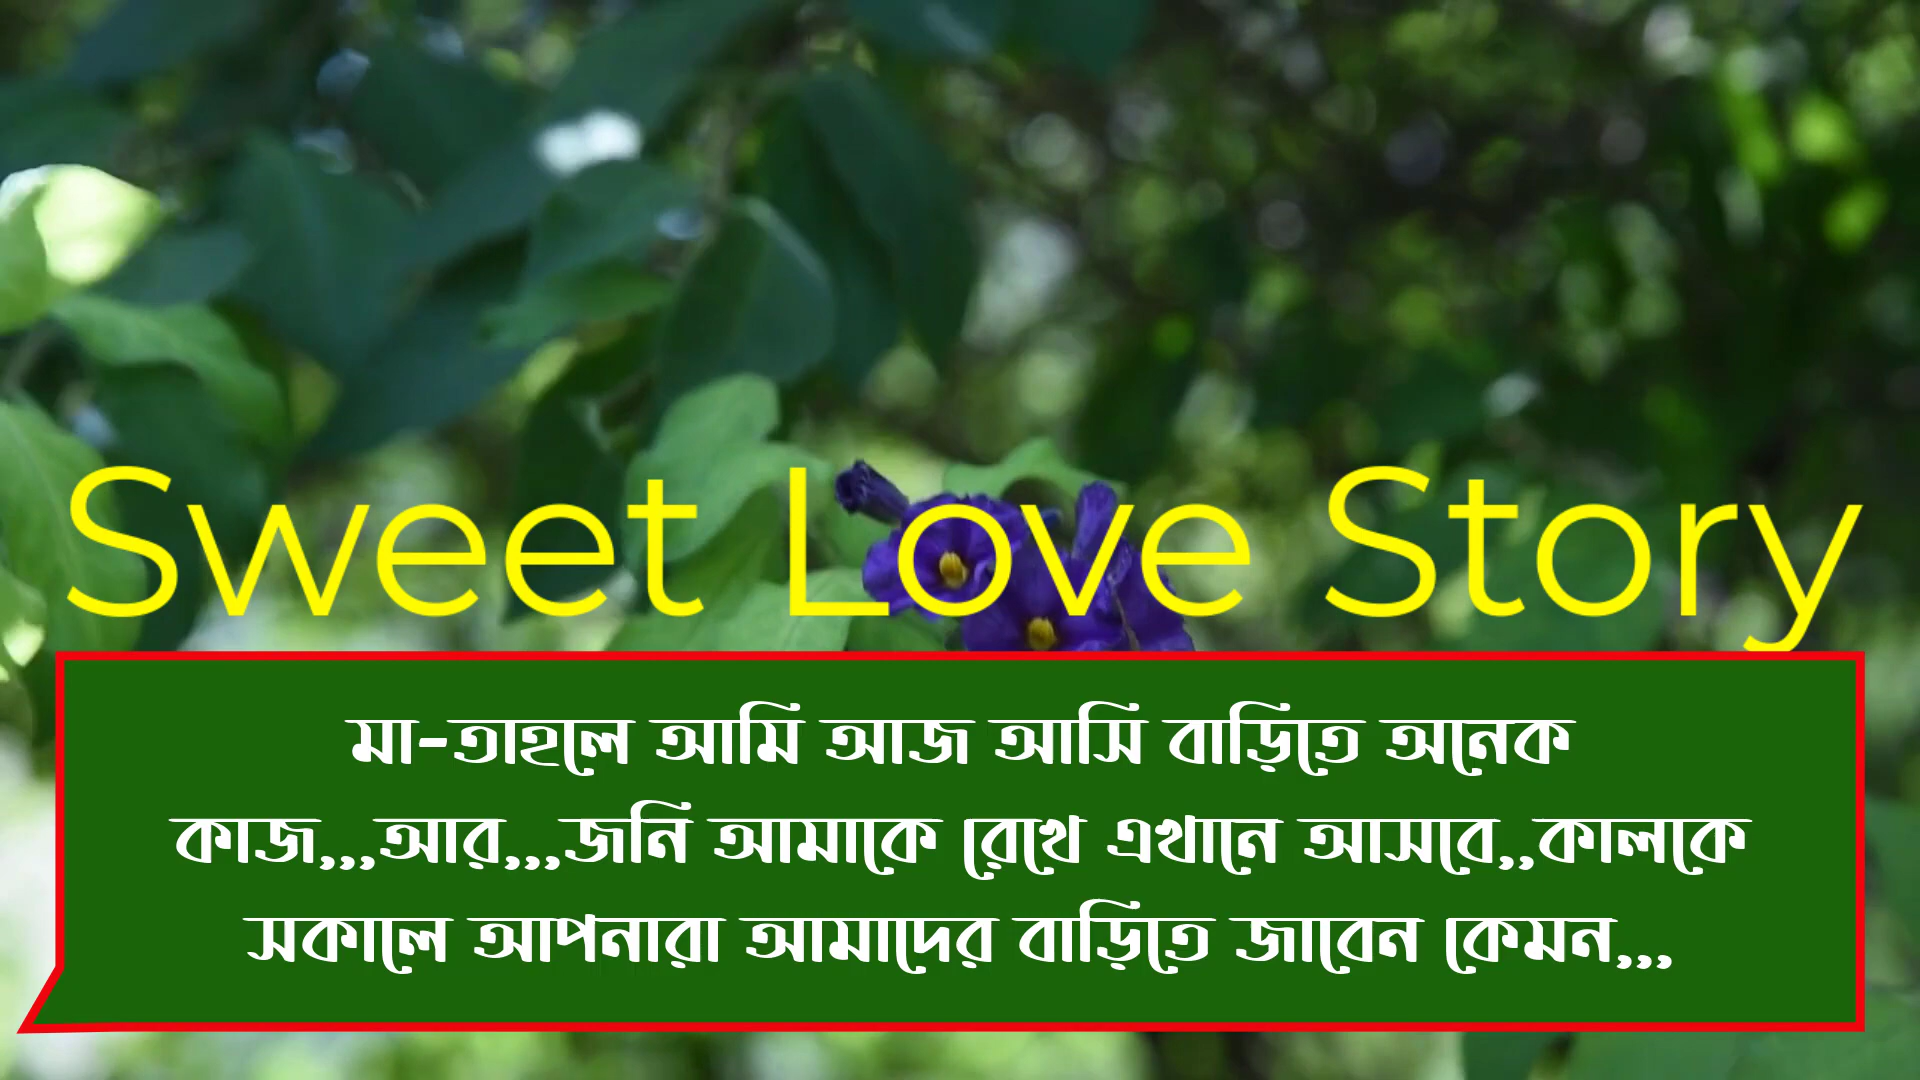 Sweet Love Story
মা-তাহলে আমি আজ আসি বাড়িতে অনেক
কাজ,,,আর,,,জনি আমাকে রেখে এখানে আসবে,,কালকে
সকালে আপনারা আমাদের বাড়িতে জাবেন কেমন,,,